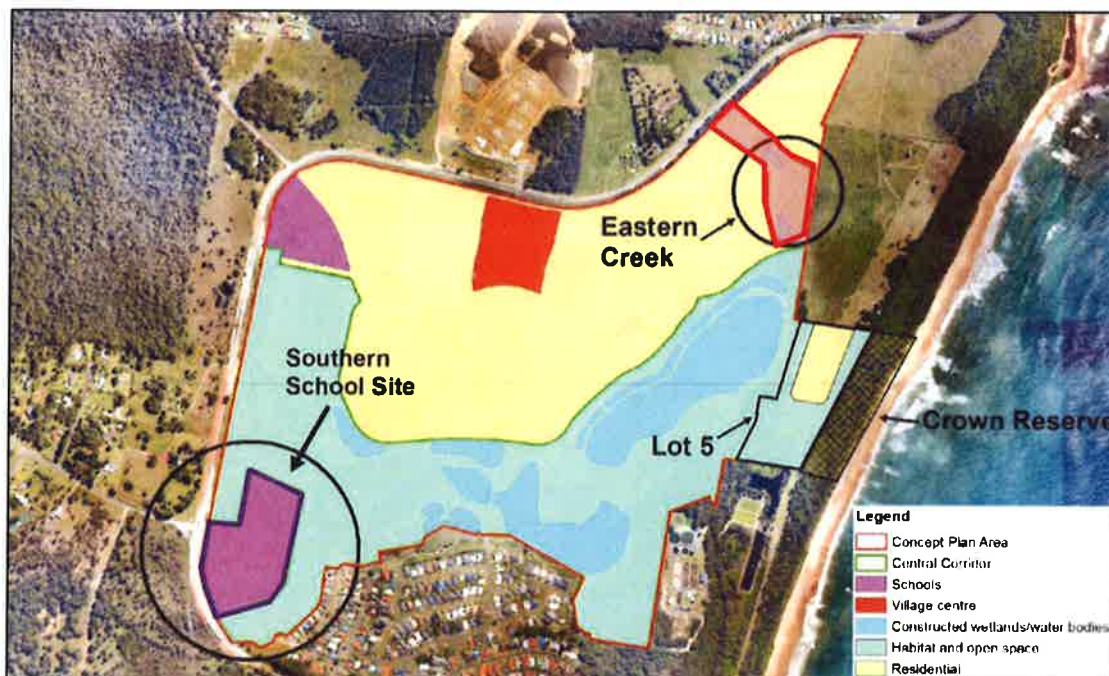 Eastern
Creek
Southern
School Site
Lot 5
Crown Reserve
Legend
Concept Plan Area
Central Corridor
Schools
Village centre
Constructed wetlands/water bodies
Habitat and open space
Residential